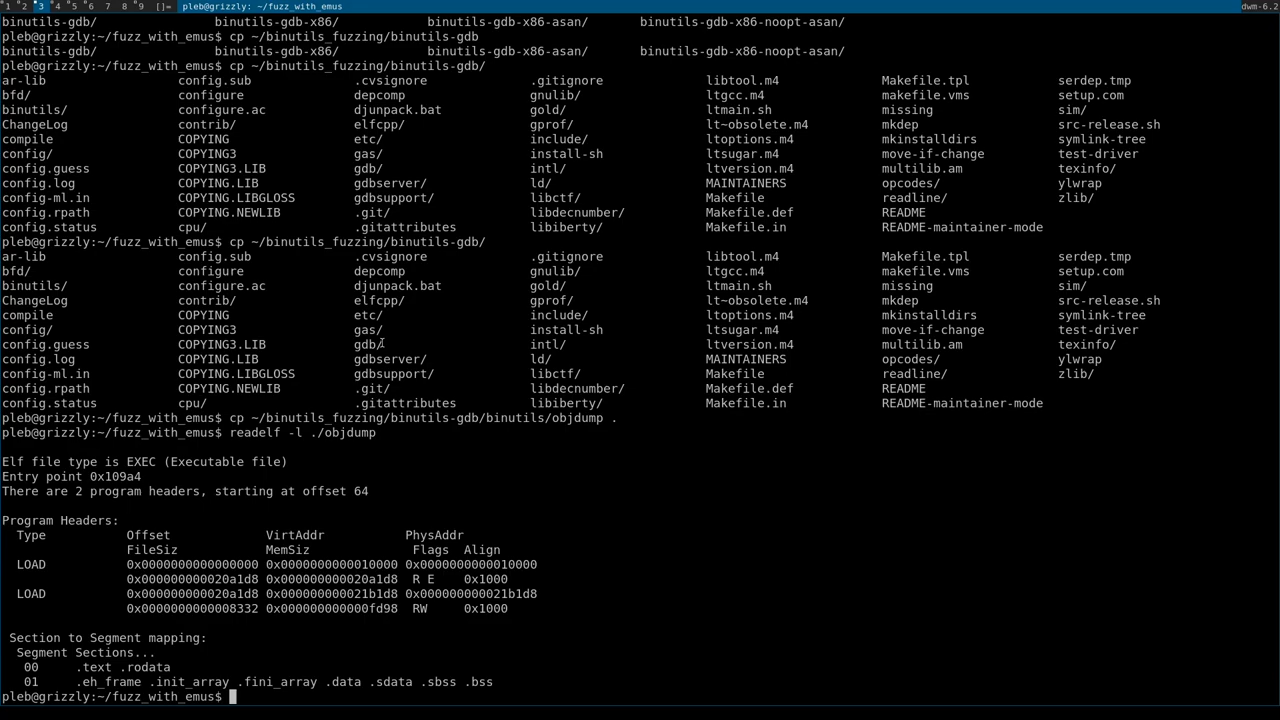 1 2 3 4 5 6 7 8 9 []= pleb@grizzly: ~/fuzz_with_emus dwm-6.2
binutils-gdb/ binutils-gdb-x86/ binutils-gdb-x86-asan/ binutils-gdb-x86-noopt-asan/
pleb@grizzly:~/fuzz_with_emus$ cp ~/binutils_fuzzing/binutils-gdb
binutils-gdb/ binutils-gdb-x86/ binutils-gdb-x86-asan/ binutils-gdb-x86-noopt-asan/
pleb@grizzly:~/fuzz_with_emus$ cp ~/binutils_fuzzing/binutils-gdb/
ar-lib config.sub .cvsignore .gitignore libtool.m4 Makefile.tpl serdep.tmp
bfd/ configure depcomp gnulib/ ltgcc.m4 makefile.vms setup.com
binutils/ configure.ac djunpack.bat gold/ ltmain.sh missing sim/
ChangeLog contrib/ elfcpp/ gprof/ lt~obsolete.m4 mkdep src-release.sh
compile COPYING etc/ include/ ltoptions.m4 mkinstalldirs symlink-tree
config/ COPYING3 gas/ install-sh ltsugar.m4 move-if-change test-driver
config.guess COPYING3.LIB gdb/ intl/ ltversion.m4 multilib.am texinfo/
config.log COPYING.LIB gdbserver/ ld/ MAINTAINERS opcodes/ ylwrap
config-ml.in COPYING.LIBGLOSS gdbsupport/ libctf/ Makefile readline/ zlib/
config.rpath COPYING.NEWLIB .git/ libdecnumber/ Makefile.def README
config.status cpu/ .gitattributes libiberty/ Makefile.in README-maintainer-mode
pleb@grizzly:~/fuzz_with_emus$ cp ~/binutils_fuzzing/binutils-gdb/
ar-lib config.sub .cvsignore .gitignore libtool.m4 Makefile.tpl serdep.tmp
bfd/ configure depcomp gnulib/ ltgcc.m4 makefile.vms setup.com
binutils/ configure.ac djunpack.bat gold/ ltmain.sh missing sim/
ChangeLog contrib/ elfcpp/ gprof/ lt~obsolete.m4 mkdep src-release.sh
compile COPYING etc/ include/ ltoptions.m4 mkinstalldirs symlink-tree
config/ COPYING3 gas/ install-sh ltsugar.m4 move-if-change test-driver
config.guess COPYING3.LIB gdb/ intl/ ltversion.m4 multilib.am texinfo/
config.log COPYING.LIB gdbserver/ ld/ MAINTAINERS opcodes/ ylwrap
config-ml.in COPYING.LIBGLOSS gdbsupport/ libctf/ Makefile readline/ zlib/
config.rpath COPYING.NEWLIB .git/ libdecnumber/ Makefile.def README
config.status cpu/ .gitattributes libiberty/ Makefile.in README-maintainer-mode
pleb@grizzly:~/fuzz_with_emus$ cp ~/binutils_fuzzing/binutils-gdb/binutils/objdump .
pleb@grizzly:~/fuzz_with_emus$ readelf -l ./objdump
Elf file type is EXEC (Executable file)
Entry point 0x109a4
There are 2 program headers, starting at offset 64
Program Headers:
Type Offset VirtAddr PhysAddr
FileSiz MemSiz Flags Align
LOAD 0x0000000000000000 0x0000000000010000 0x0000000000010000
0x000000000020a1d8 0x000000000020a1d8 R E 0x1000
LOAD 0x000000000020a1d8 0x000000000021b1d8 0x000000000021b1d8
0x0000000000008332 0x000000000000fd98 RW 0x1000
Section to Segment mapping:
Segment Sections...
00 .text .rodata
01 .eh_frame .init_array .fini_array .data .sdata .sbss .bss
pleb@grizzly:~/fuzz_with_emus$